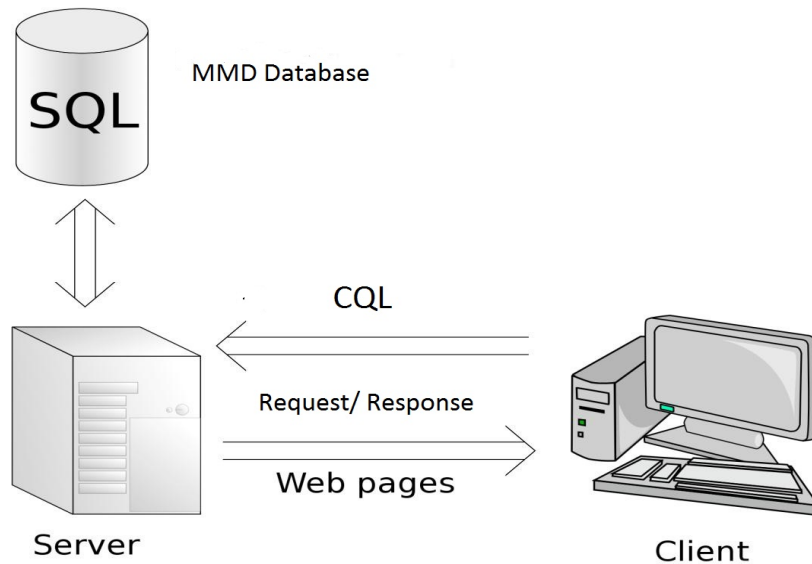 SQL
MMD Database
CQL
Request/ Response
Web pages
Server
Client